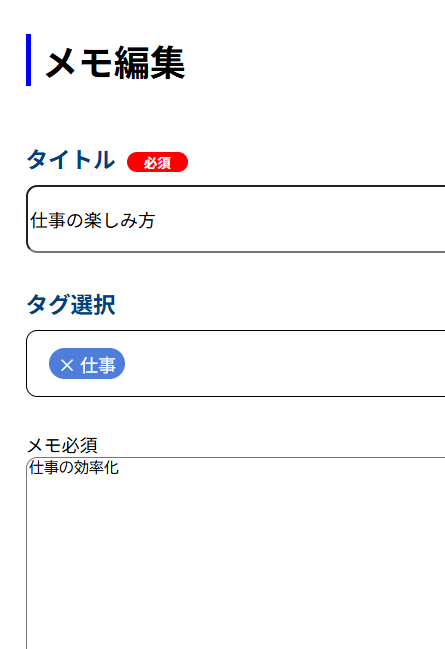 メモ編集
タイトル 必須
仕事の楽しみ方
タグ選択
× 仕事
メモ必須
仕事の効率化